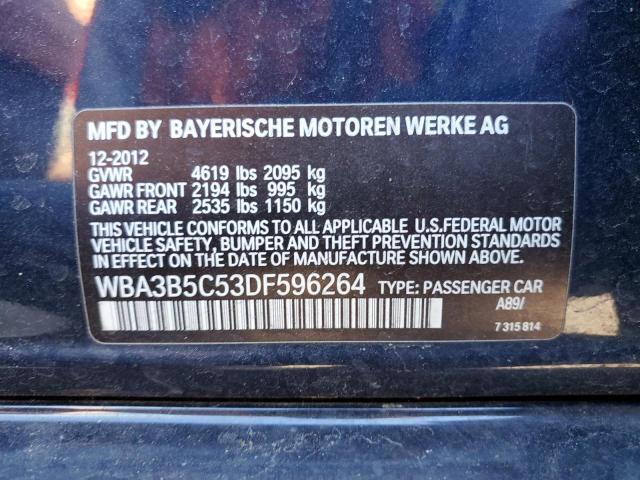 MFD BY BAYERISCHE MOTOREN WERKE AG
12-2012
GVWR 4619 lbs 2095 kg
GAWR FRONT 2194 lbs 995 kg
GAWR REAR 2535 lbs 1150 kg
THIS VEHICLE CONFORMS TO ALL APPLICABLE U.S.FEDERAL MOTOR
VEHICLE SAFETY, BUMPER AND THEFT PREVENTION STANDARDS
IN EFFECT ON THE DATE OF MANUFACTURE SHOWN ABOVE.
WBA3B5C53DF596264 TYPE: PASSENGER CAR
A89/
7 315 814